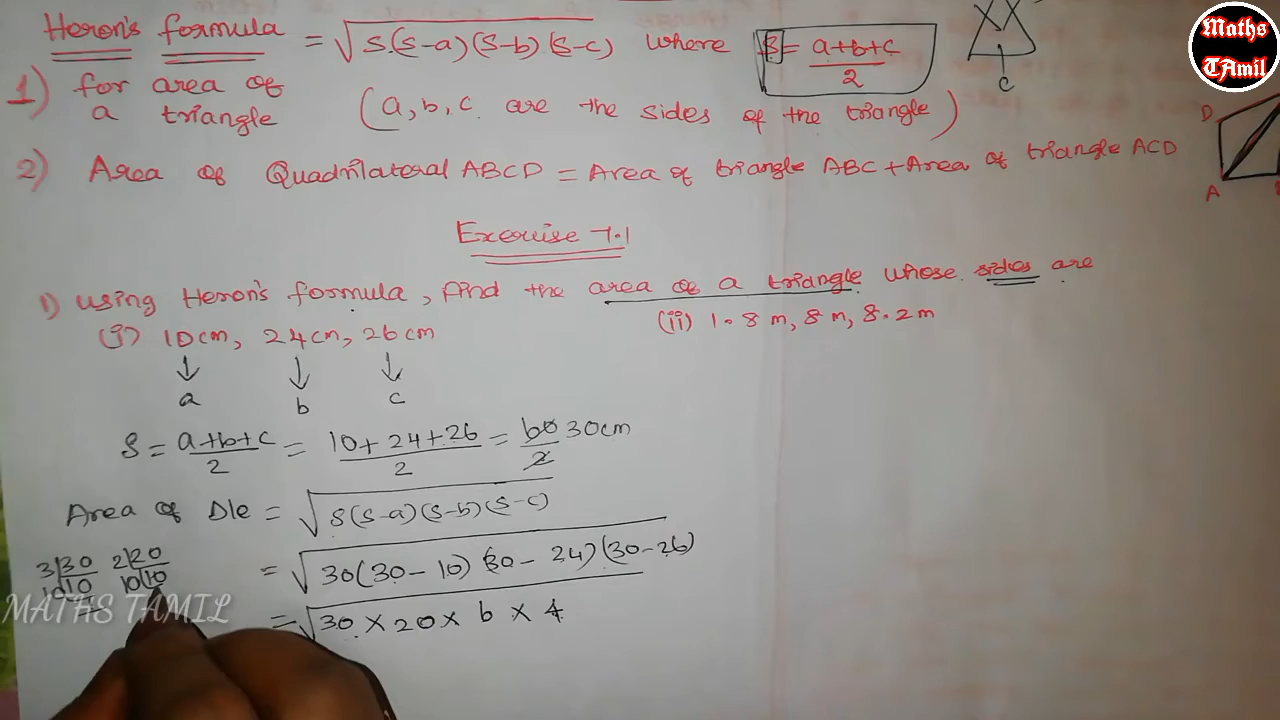 Heron's formula = √S.(S-a)(S-b)(S-c) where S = a+b+c/2
1) for area of a triangle (a, b, c are the sides of the triangle)
C
2) Area of Quadrilateral ABCD = Area of triangle ABC + Area of triangle ACD
D
A
Exercise 7.1
1) using Heron's formula, find the area of a triangle whose sides are
(i) 10cm, 24cm, 26cm
(ii) 1.8 m, 8 m, 8.2 m
a b c
S = a+b+c/2 = 10+24+26/2 = 60/2 30cm
Area of Dle = √S(S-a)(S-b)(S-c)
= √30(30-10)(30-24)(30-26)
= √30 × 20 × 6 × 4
3|30 2|20
10|10 10|10
MATHS TAMIL
Maths TAmil